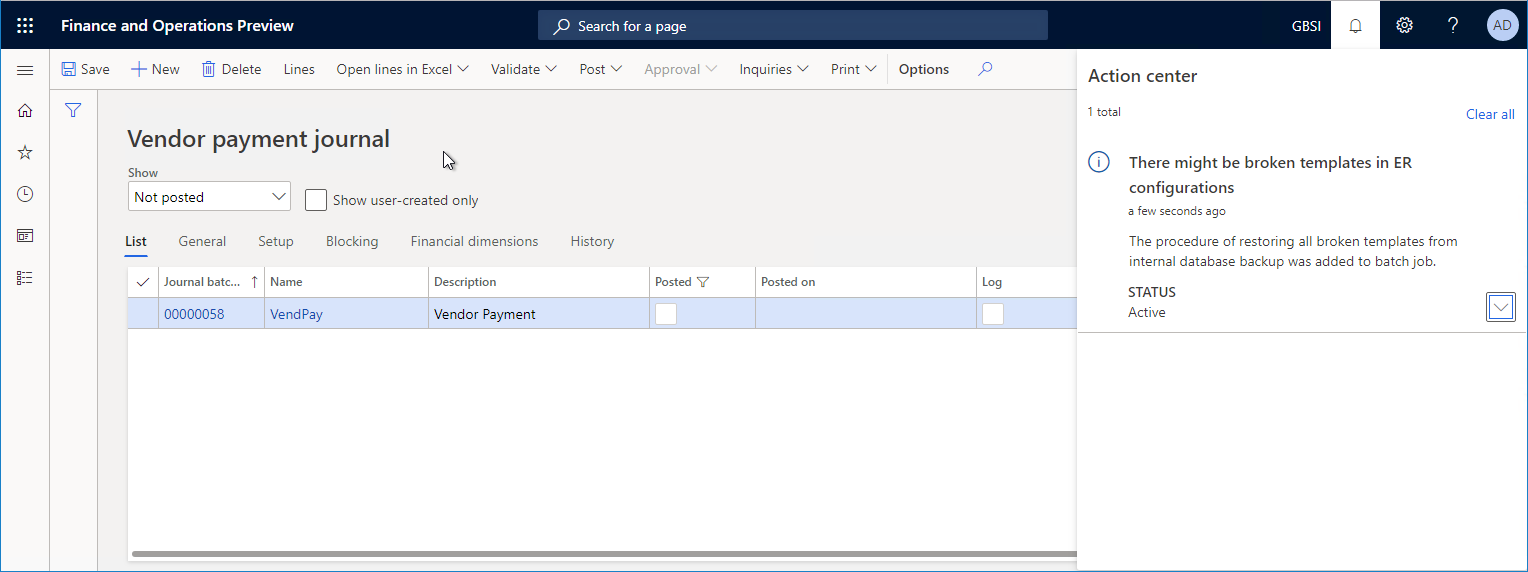 Finance and Operations Preview
Search for a page
GBSI
?
AD
Save
New
Delete
Lines
Open lines in Excel
Validate
Post
Approval
Inquiries
Print
Options
Vendor payment journal
Show
Not posted
Show user-created only
List
General
Setup
Blocking
Financial dimensions
History
Journal batc...
Name
Description
Posted
Posted on
Log
00000058
VendPay
Vendor Payment
Action center
1 total
Clear all
There might be broken templates in ER
configurations
a few seconds ago
The procedure of restoring all broken templates from
internal database backup was added to batch job.
STATUS
Active